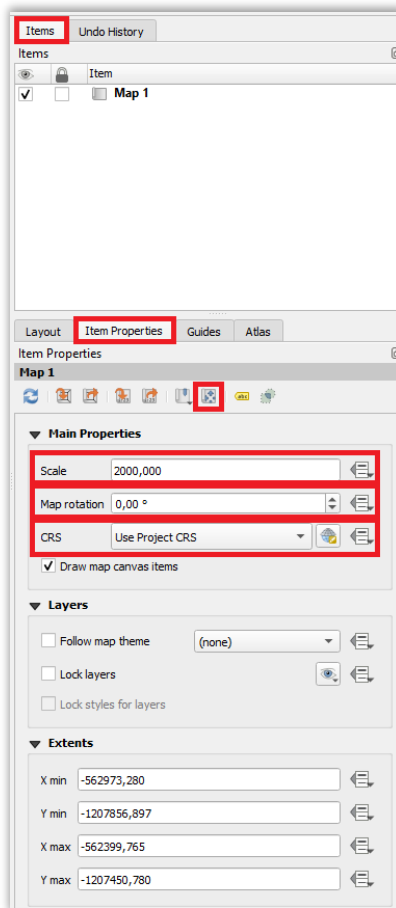 Items Undo History
Items
Item
Map 1
Layout Item Properties Guides Atlas
Item Properties
Map 1
abc
Main Properties
Scale 2000,000
Map rotation 0,00 °
CRS Use Project CRS
Draw map canvas items
Layers
Follow map theme (none)
Lock layers
Lock styles for layers
Extents
X min -562973,280
Y min -1207856,897
X max -562399,765
Y max -1207450,780